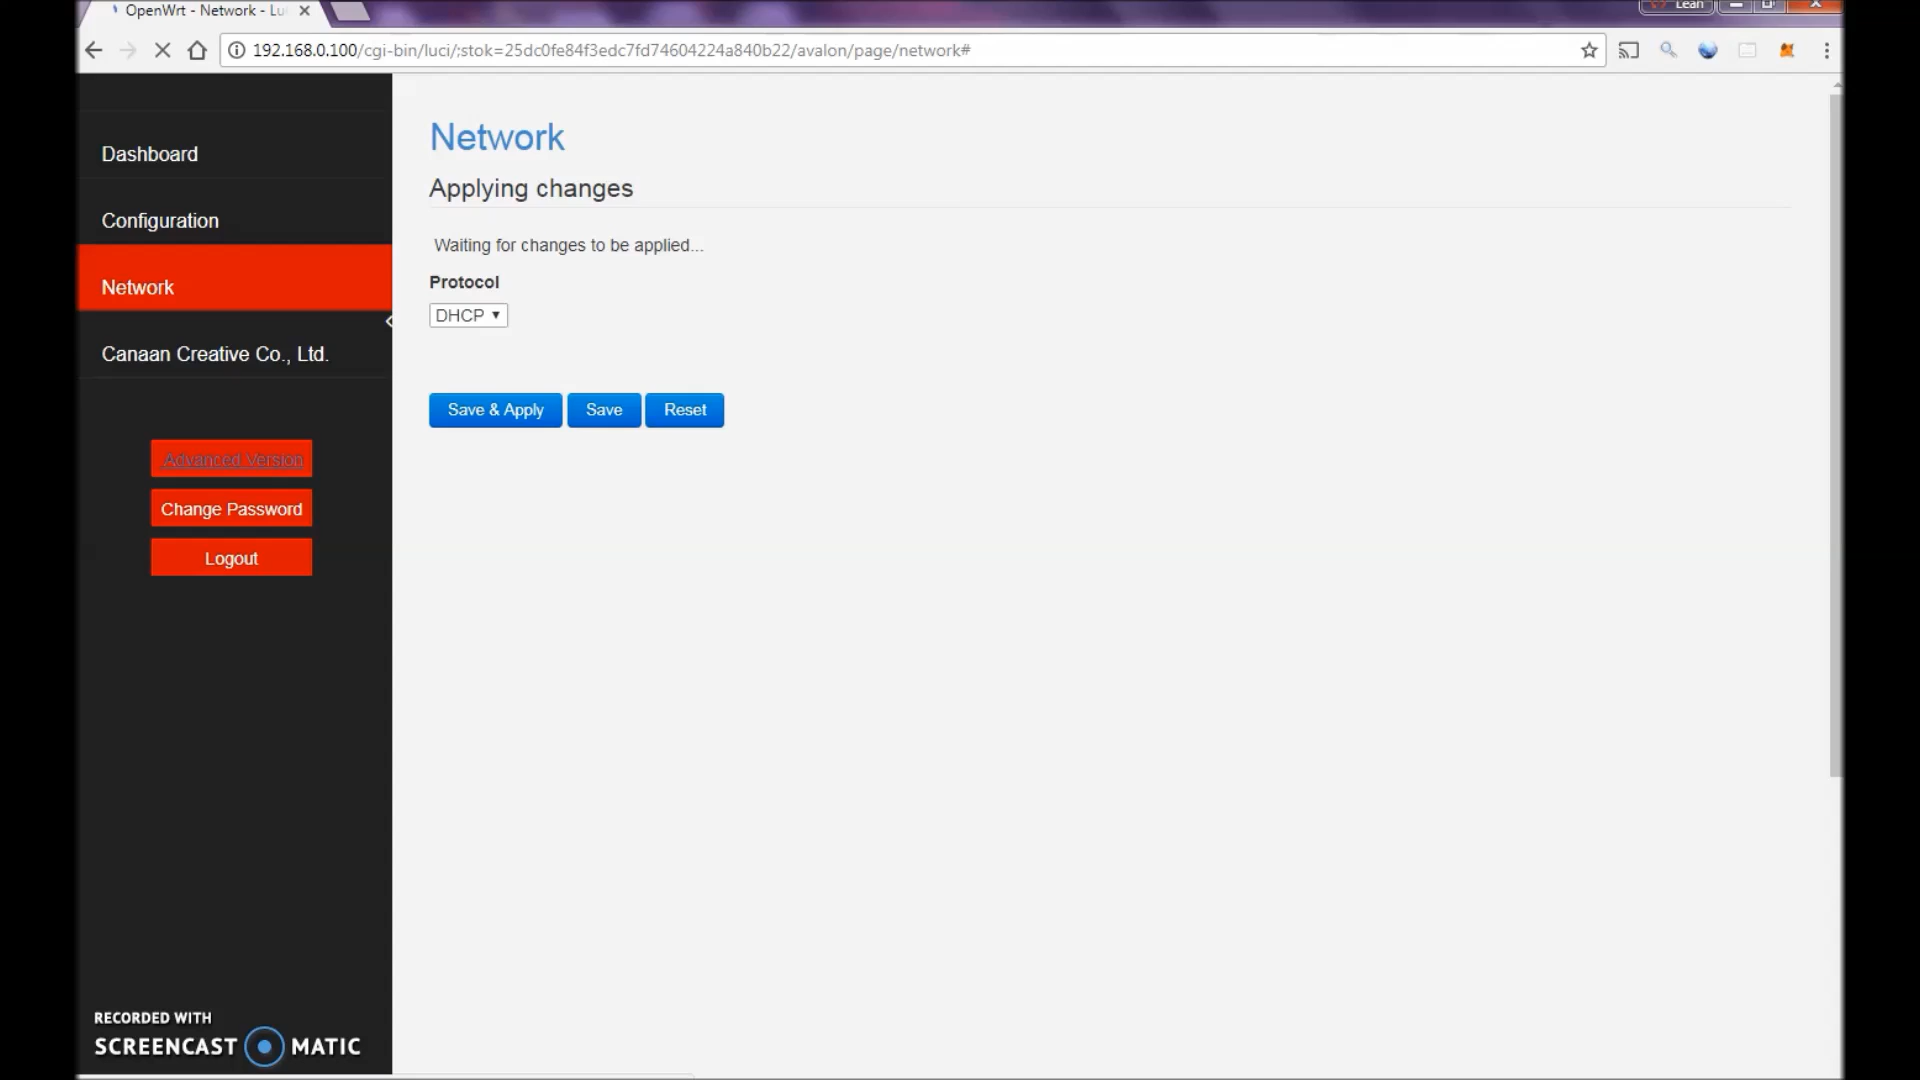 OpenWrt - Network - Lu
Lean
192.168.0.100/cgi-bin/luci/;stok=25dc0fe84f3edc7fd74604224a840b22/avalon/page/network#
Dashboard
Configuration
Network
Canaan Creative Co., Ltd.
Advanced Version
Change Password
Logout
Network
Applying changes
Waiting for changes to be applied...
Protocol
DHCP
Save & Apply Save Reset
RECORDED WITH
SCREENCAST MATIC